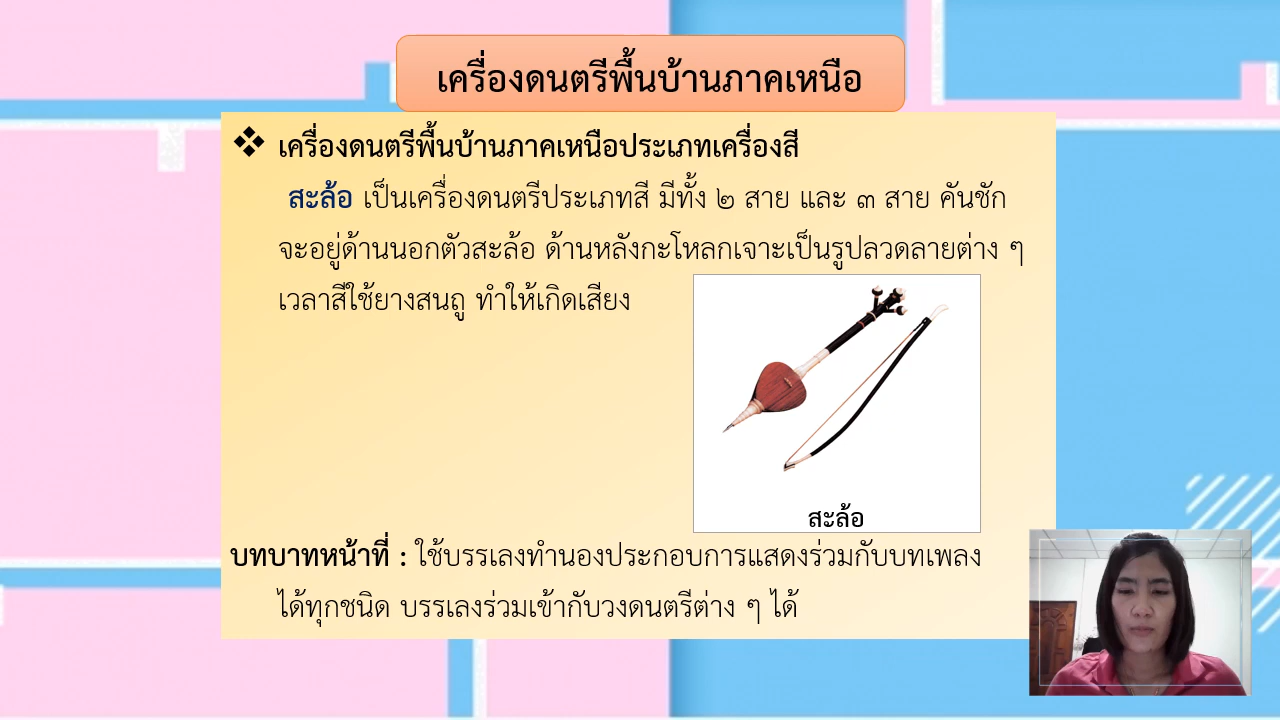 เครื่องดนตรีพื้นบ้านภาคเหนือ
❖ เครื่องดนตรีพื้นบ้านภาคเหนือประเภทเครื่องสี
สะล้อ เป็นเครื่องดนตรีประเภทสี มีทั้ง ๒ สาย และ ๓ สาย คันชัก
จะอยู่ด้านนอกตัวสะล้อ ด้านหลังกะโหลกเจาะเป็นรูปลวดลายต่าง ๆ
เวลาสีใช้ยางสนถู ทำให้เกิดเสียง
สะล้อ
บทบาทหน้าที่ : ใช้บรรเลงทำนองประกอบการแสดงร่วมกับบทเพลง
ได้ทุกชนิด บรรเลงร่วมเข้ากับวงดนตรีต่าง ๆ ได้